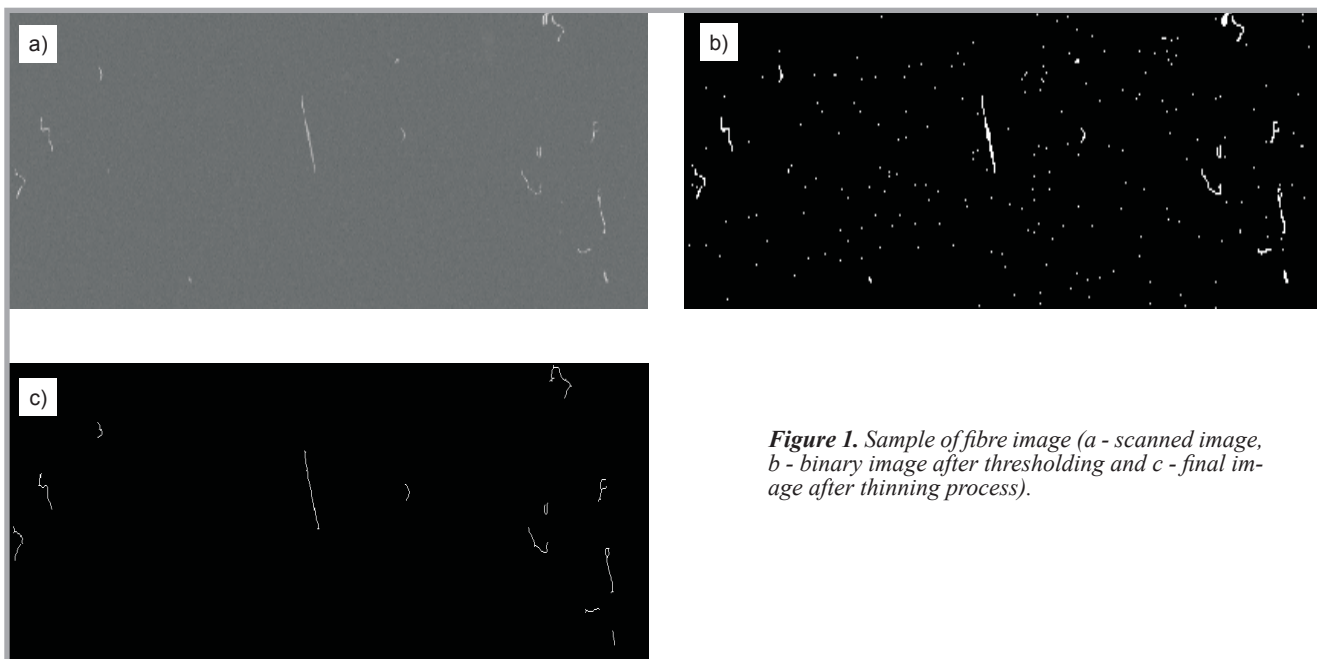 a)
b)
c)
Figure 1. Sample of fibre image (a - scanned image,
b - binary image after thresholding and c - final im-
age after thinning process).